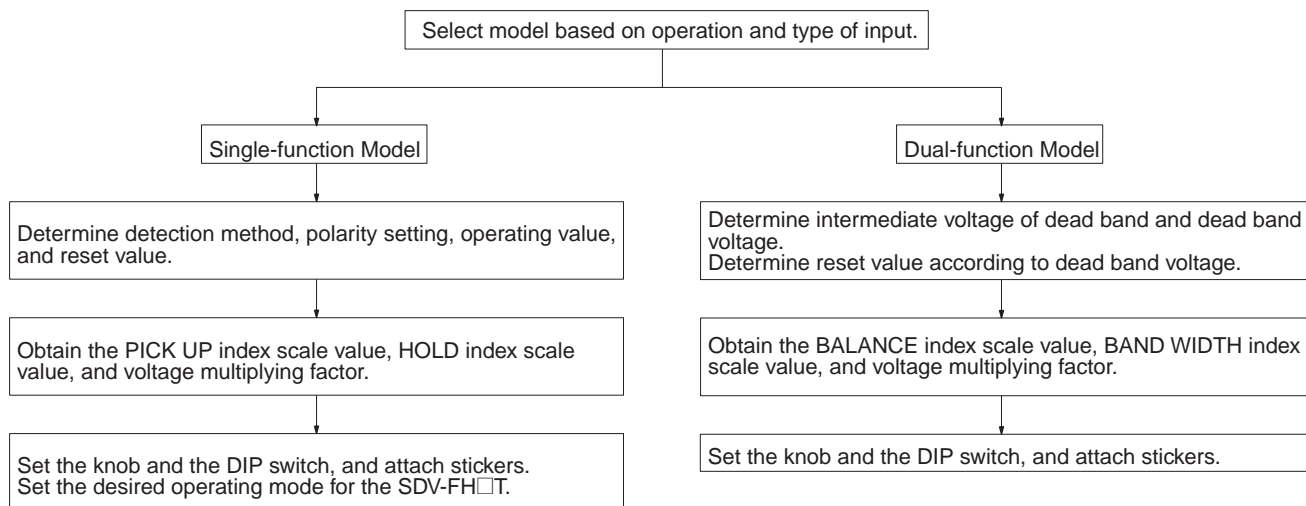 Select model based on operation and type of input.
Single-function Model
Dual-function Model
Determine detection method, polarity setting, operating value,
and reset value.
Determine intermediate voltage of dead band and dead band
voltage.
Determine reset value according to dead band voltage.
Obtain the PICK UP index scale value, HOLD index scale
value, and voltage multiplying factor.
Obtain the BALANCE index scale value, BAND WIDTH index
scale value, and voltage multiplying factor.
Set the knob and the DIP switch, and attach stickers.
Set the desired operating mode for the SDV-FH□T.
Set the knob and the DIP switch, and attach stickers.